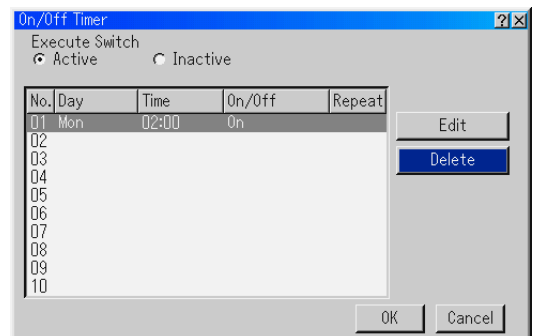 On/Off Timer ? ×
Execute Switch
Active Inactive
No. Day Time On/Off Repeat
01 Mon 02:00 On
Edit
02
03
Delete
04
05
06
07
08
09
10
OK Cancel